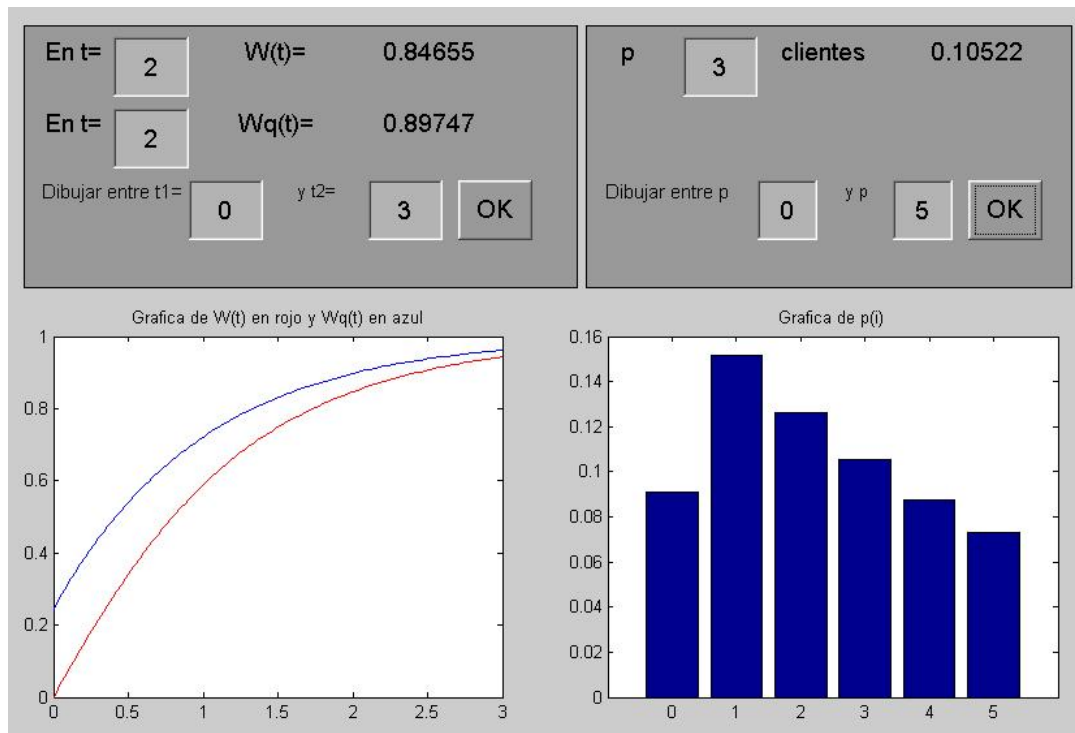 En t= 2 W(t)= 0.84655
En t= 2 Wq(t)= 0.89747
Dibujar entre t1= 0 y t2= 3 OK
p 3 clientes 0.10522
Dibujar entre p 0 y p 5 OK
Grafica de W(t) en rojo y Wq(t) en azul
1
0.8
0.6
0.4
0.2
0
0 0.5 1 1.5 2 2.5 3
Grafica de p(i)
0.16
0.14
0.12
0.1
0.08
0.06
0.04
0.02
0
0 1 2 3 4 5